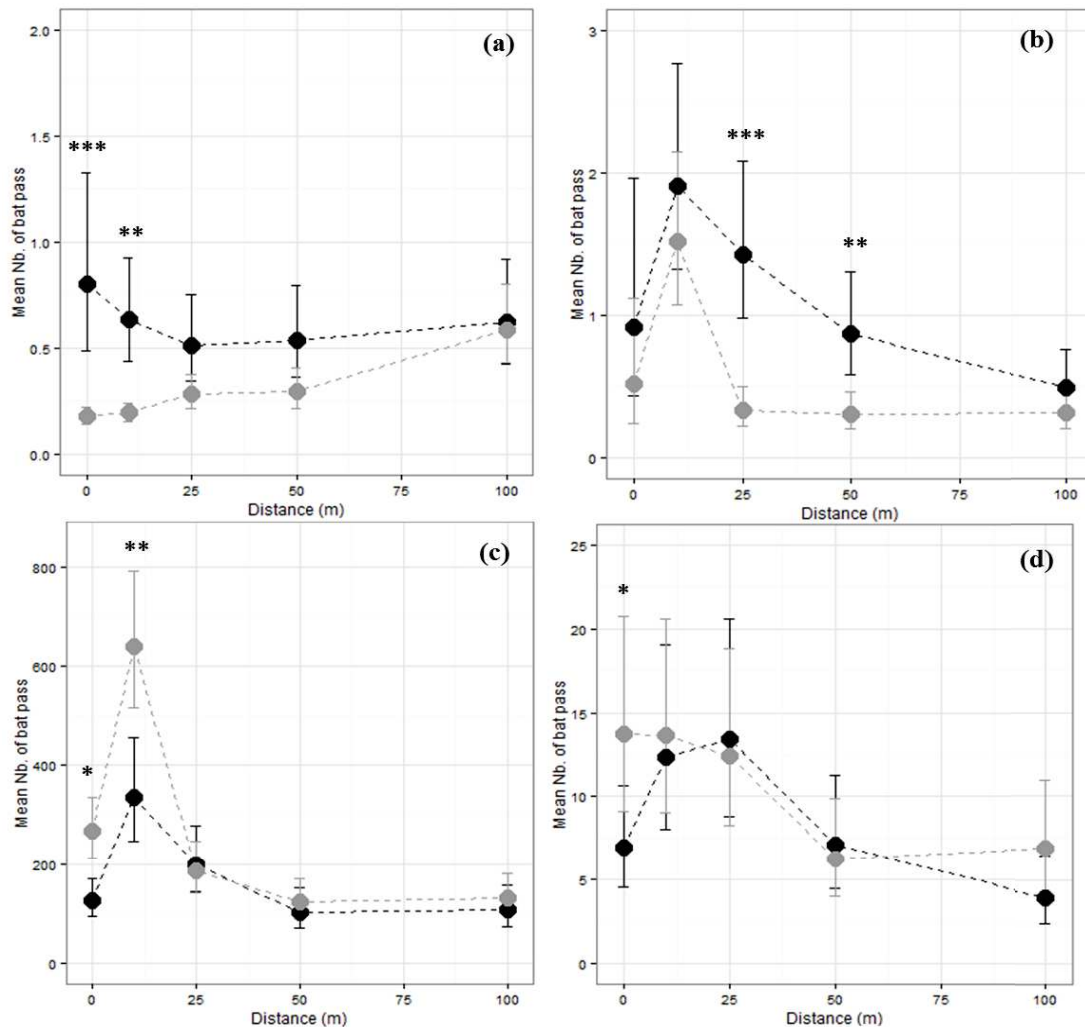 (a)
2.0
1.5
1.0
0.5
0.0
Mean Nb. of bat pass
***
**
0 25 50 75 100
Distance (m)
(b)
3
2
1
0
Mean Nb. of bat pass
***
**
0 25 50 75 100
Distance (m)
(c)
800
600
400
200
0
Mean Nb. of bat pass
*
**
0 25 50 75 100
Distance (m)
(d)
25
20
15
10
5
0
Mean Nb. of bat pass
*
0 25 50 75 100
Distance (m)